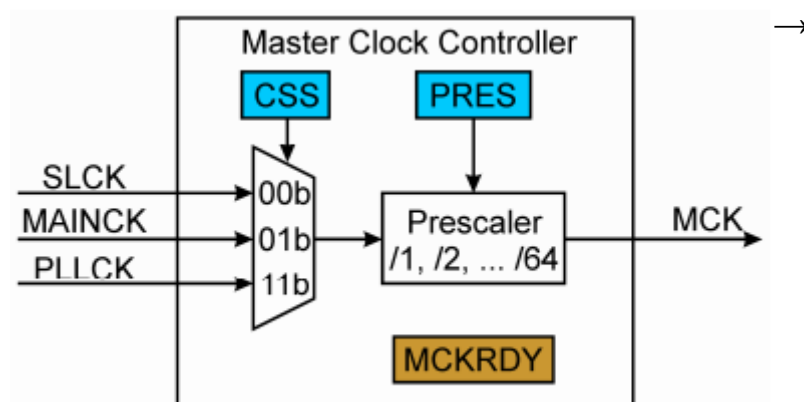 Master Clock Controller
CSS
PRES
SLCK
MAINCK
PLLCK
00b
01b
11b
Prescaler
/1, /2, ... /64
MCK
MCKRDY